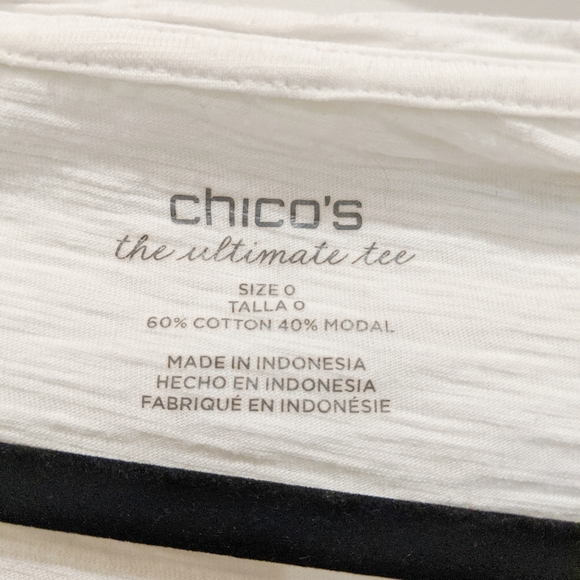 chico's
the ultimate tee
SIZE 0
TALLA 0
60% COTTON 40% MODAL
MADE IN INDONESIA
HECHO EN INDONESIA
FABRIQUÉ EN INDONÉSIE